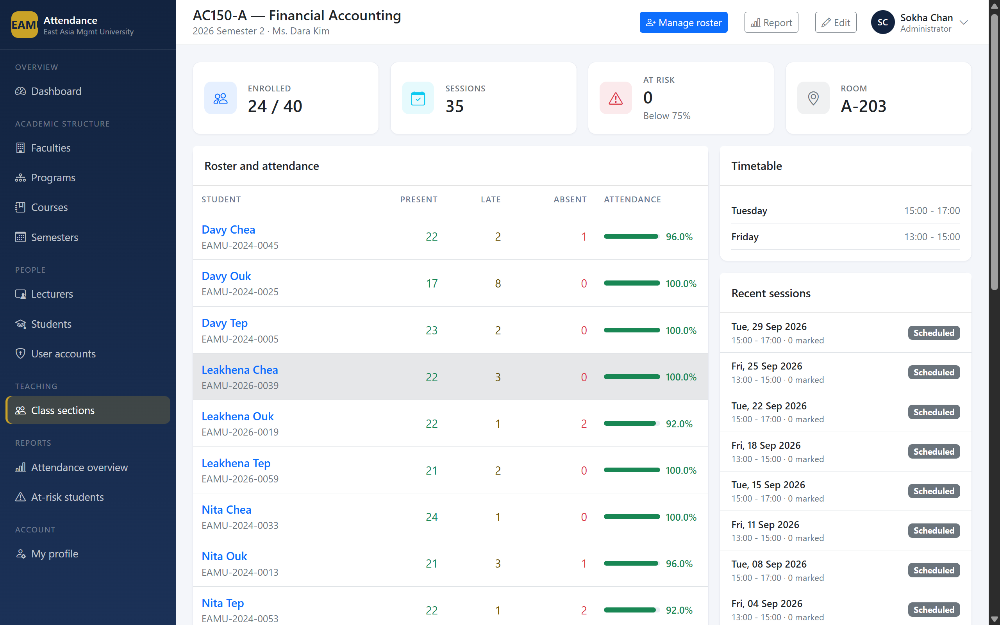 EAMU
Attendance
East Asia Mgmt University
OVERVIEW
Dashboard
ACADEMIC STRUCTURE
Faculties
Programs
Courses
Semesters
PEOPLE
Lecturers
Students
User accounts
TEACHING
Class sections
REPORTS
Attendance overview
At-risk students
ACCOUNT
My profile
AC150-A — Financial Accounting
2026 Semester 2 · Ms. Dara Kim
Manage roster
Report
Edit
SC
Sokha Chan
Administrator
ENROLLED
24 / 40
SESSIONS
35
AT RISK
0
Below 75%
ROOM
A-203
Roster and attendance
STUDENT PRESENT LATE ABSENT ATTENDANCE
Davy Chea
EAMU-2024-0045
22 2 1 96.0%
Davy Ouk
EAMU-2024-0025
17 8 0 100.0%
Davy Tep
EAMU-2024-0005
23 2 0 100.0%
Leakhena Chea
EAMU-2026-0039
22 3 0 100.0%
Leakhena Ouk
EAMU-2026-0019
22 1 2 92.0%
Leakhena Tep
EAMU-2026-0059
21 2 0 100.0%
Nita Chea
EAMU-2024-0033
24 1 0 100.0%
Nita Ouk
EAMU-2024-0013
21 3 1 96.0%
Nita Tep
EAMU-2024-0053
22 1 2 92.0%
Timetable
Tuesday 15:00 - 17:00
Friday 13:00 - 15:00
Recent sessions
Tue, 29 Sep 2026
15:00 - 17:00 · 0 marked
Scheduled
Fri, 25 Sep 2026
13:00 - 15:00 · 0 marked
Scheduled
Tue, 22 Sep 2026
15:00 - 17:00 · 0 marked
Scheduled
Fri, 18 Sep 2026
13:00 - 15:00 · 0 marked
Scheduled
Tue, 15 Sep 2026
15:00 - 17:00 · 0 marked
Scheduled
Fri, 11 Sep 2026
13:00 - 15:00 · 0 marked
Scheduled
Tue, 08 Sep 2026
15:00 - 17:00 · 0 marked
Scheduled
Fri, 04 Sep 2026
13:00 - 15:00 · 0 marked
Scheduled